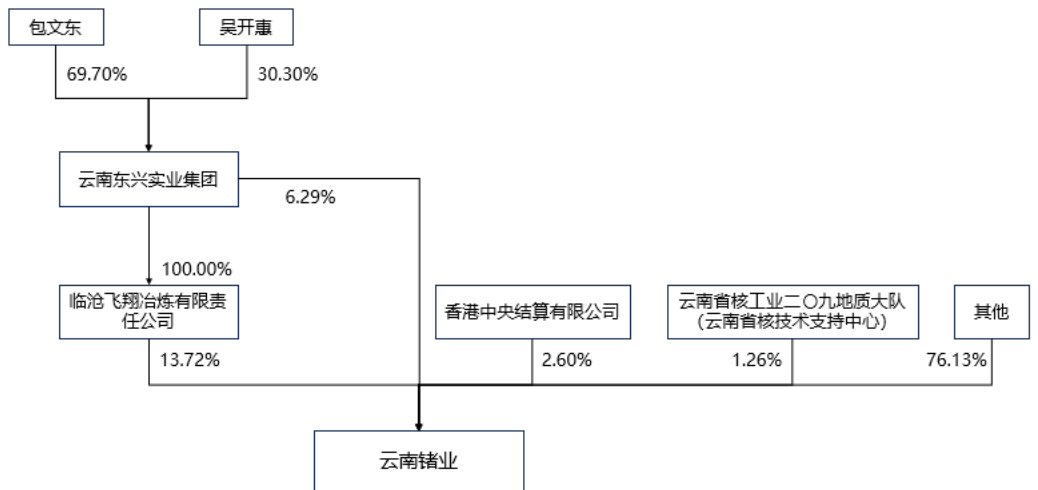 包文东
吴开惠
69.70%
30.30%
云南东兴实业集团
6.29%
100.00%
临沧飞翔冶炼有限责
任公司
香港中央结算有限公司
云南省核工业二〇九地质大队
（云南省核技术支持中心）
其他
13.72%
2.60%
1.26%
76.13%
云南锗业